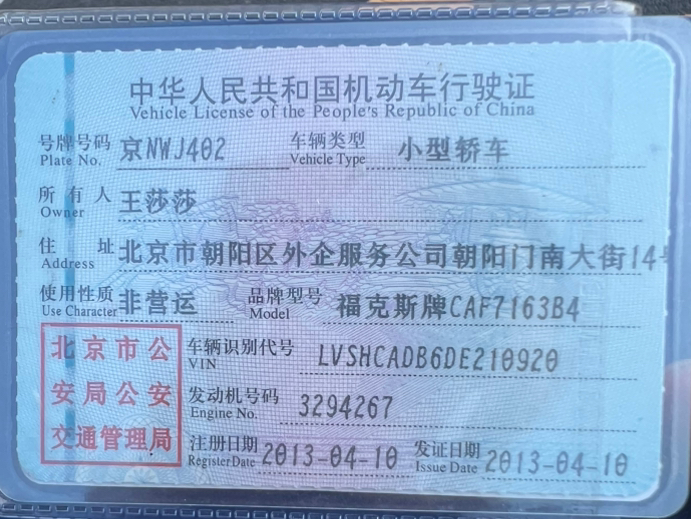 中华人民共和国机动车行驶证
Vehicle License of the People's Republic of China
号牌号码 京NWJ402 车辆类型 小型轿车
Plate No. Vehicle Type
所有人 王莎莎
Owner
住址 北京市朝阳区外企服务公司朝阳门南大街14号
Address
使用性质 非营运 品牌型号 福克斯牌CAF7163B4
Use Character Model
北京市公
安局公安
交通管理局
车辆识别代号 LVSHCADB6DE210920
VIN
发动机号码 3294267
Engine No.
注册日期 2013-04-10 发证日期 2013-04-10
Register Date Issue Date